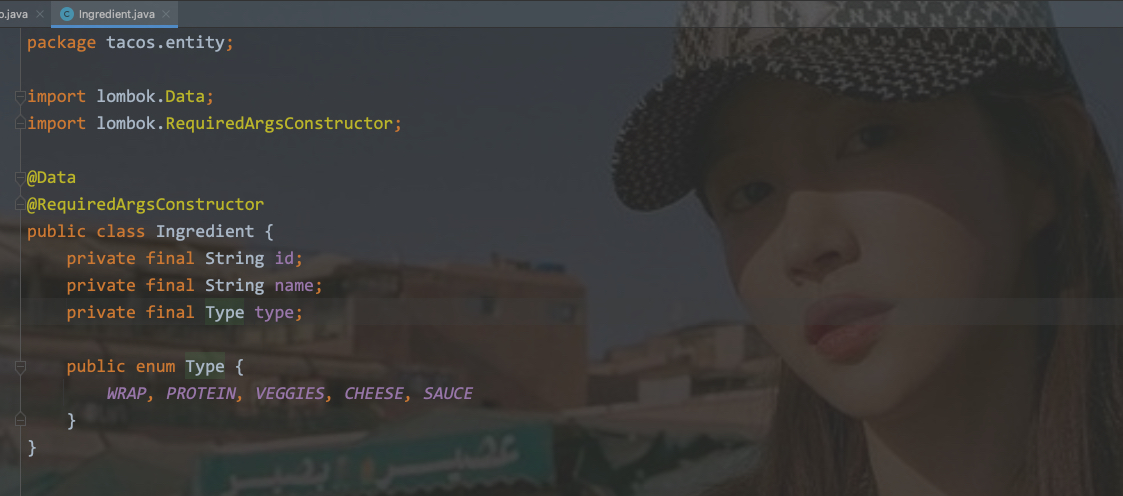 .java
Ingredient.java
package tacos.entity;
import lombok.Data;
import lombok.RequiredArgsConstructor;
@Data
@RequiredArgsConstructor
public class Ingredient {
    private final String id;
    private final String name;
    private final Type type;
    public enum Type {
        WRAP, PROTEIN, VEGGIES, CHEESE, SAUCE
    }
}
عصير